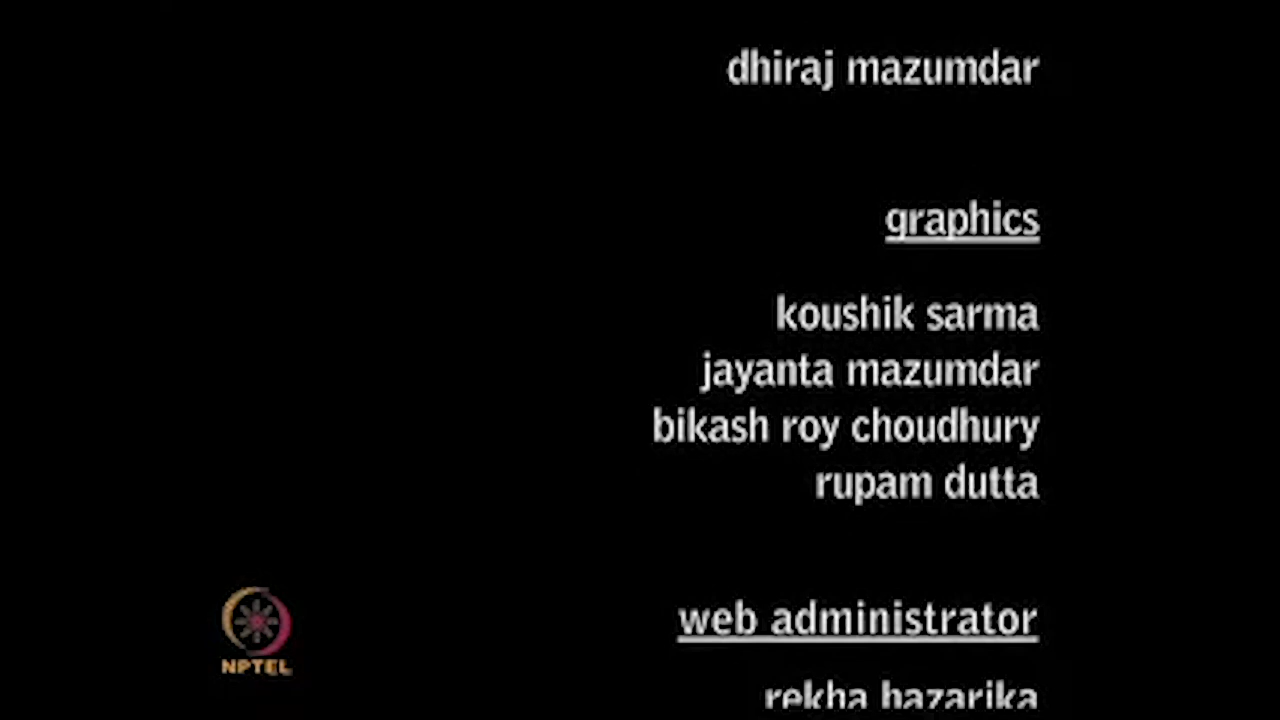 dhiraj mazumdar
graphics
koushik sarma
jayanta mazumdar
bikash roy choudhury
rupam dutta
web administrator
rekha hazarika
NPTEL